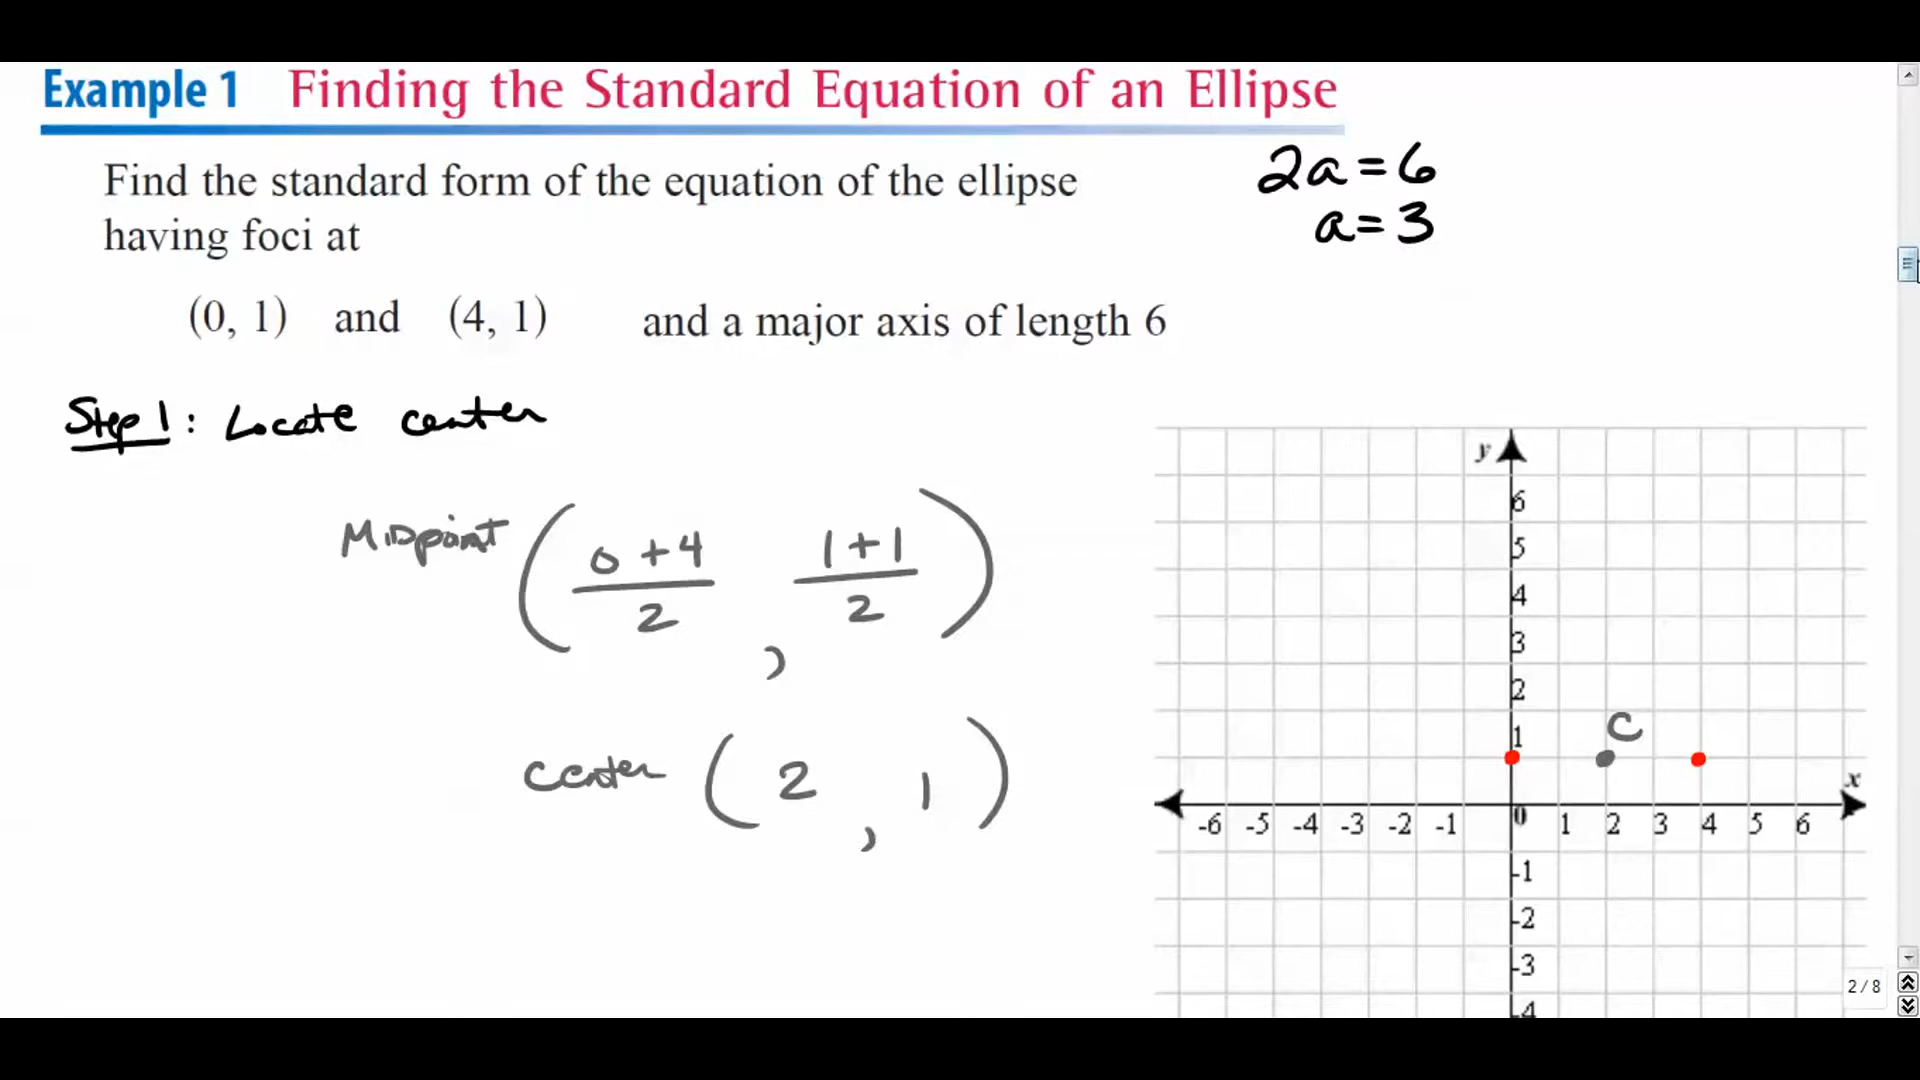 Example 1 Finding the Standard Equation of an Ellipse
Find the standard form of the equation of the ellipse
having foci at
(0, 1) and (4, 1) and a major axis of length 6
2a=6
a=3
Step 1: Locate center
Midpoint (0+4/2, 1+1/2)
center (2, 1)
y
6
5
4
3
2
1
C
x
-6 -5 -4 -3 -2 -1 0 1 2 3 4 5 6
-1
-2
-3
-4
2 / 8